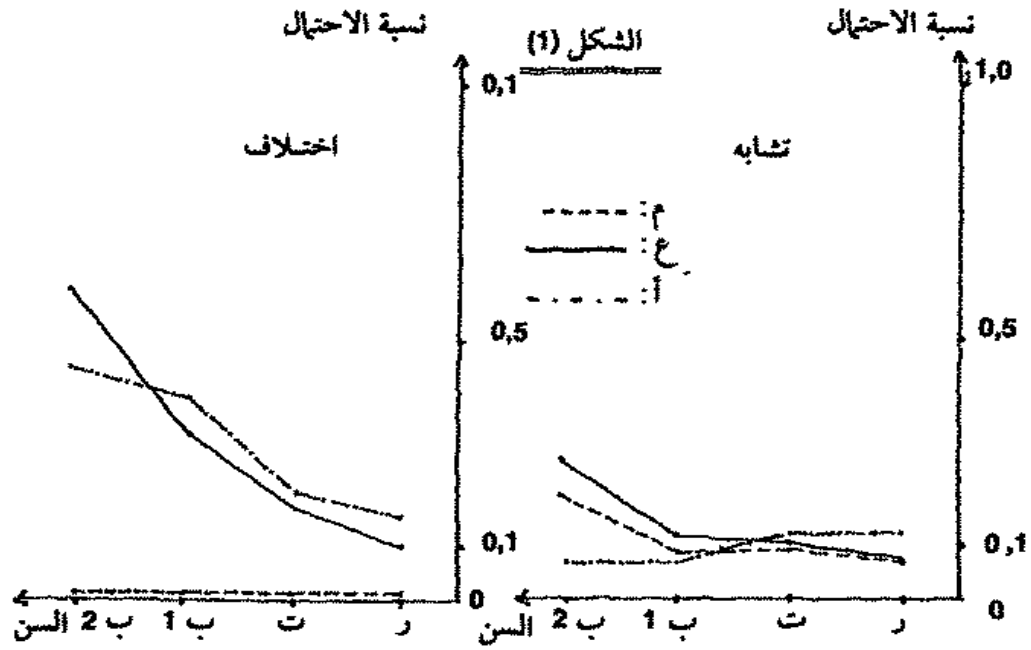 الشكل (1)
نسبة الاحتمال
1,0
تشابه
م :
ع :
أ :
0,5
0,1
0
ر
ت
ب 1
ب 2
السن
نسبة الاحتمال
0,1
اختلاف
0,5
0,1
0
ر
ت
ب 1
ب 2
السن